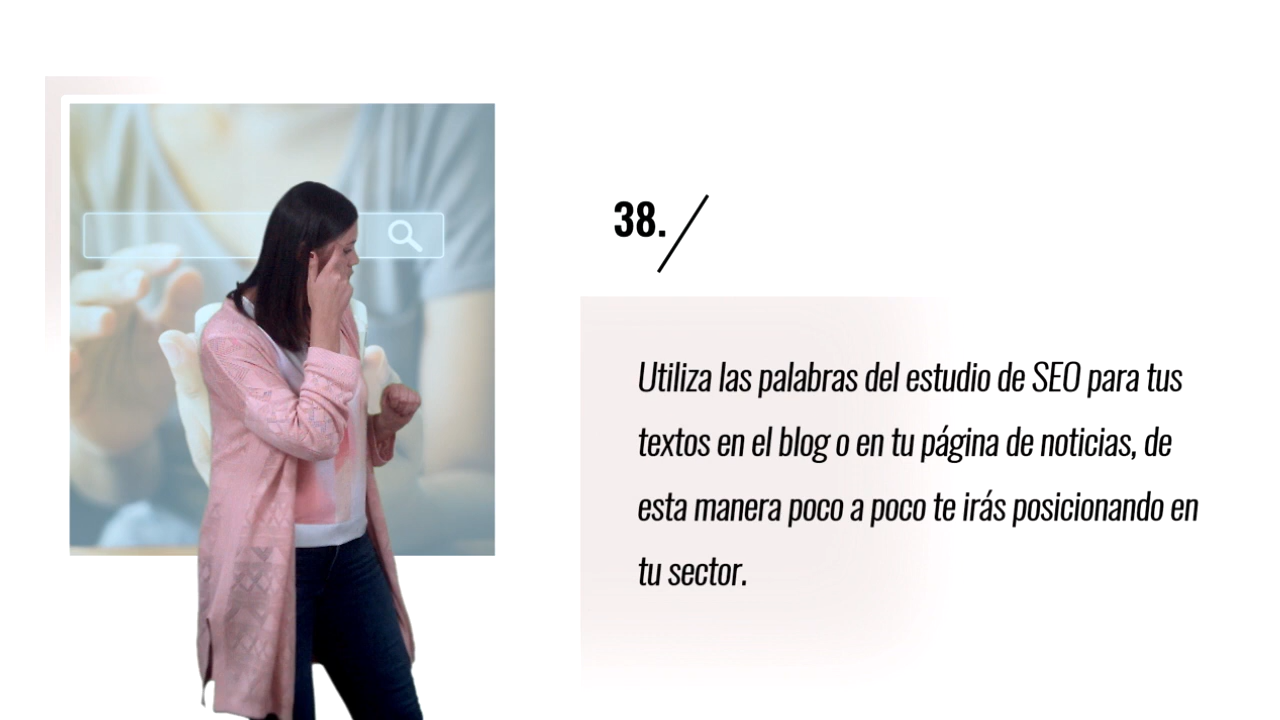 38.
Utiliza las palabras del estudio de SEO para tus
textos en el blog o en tu página de noticias, de
esta manera poco a poco te irás posicionando en
tu sector.